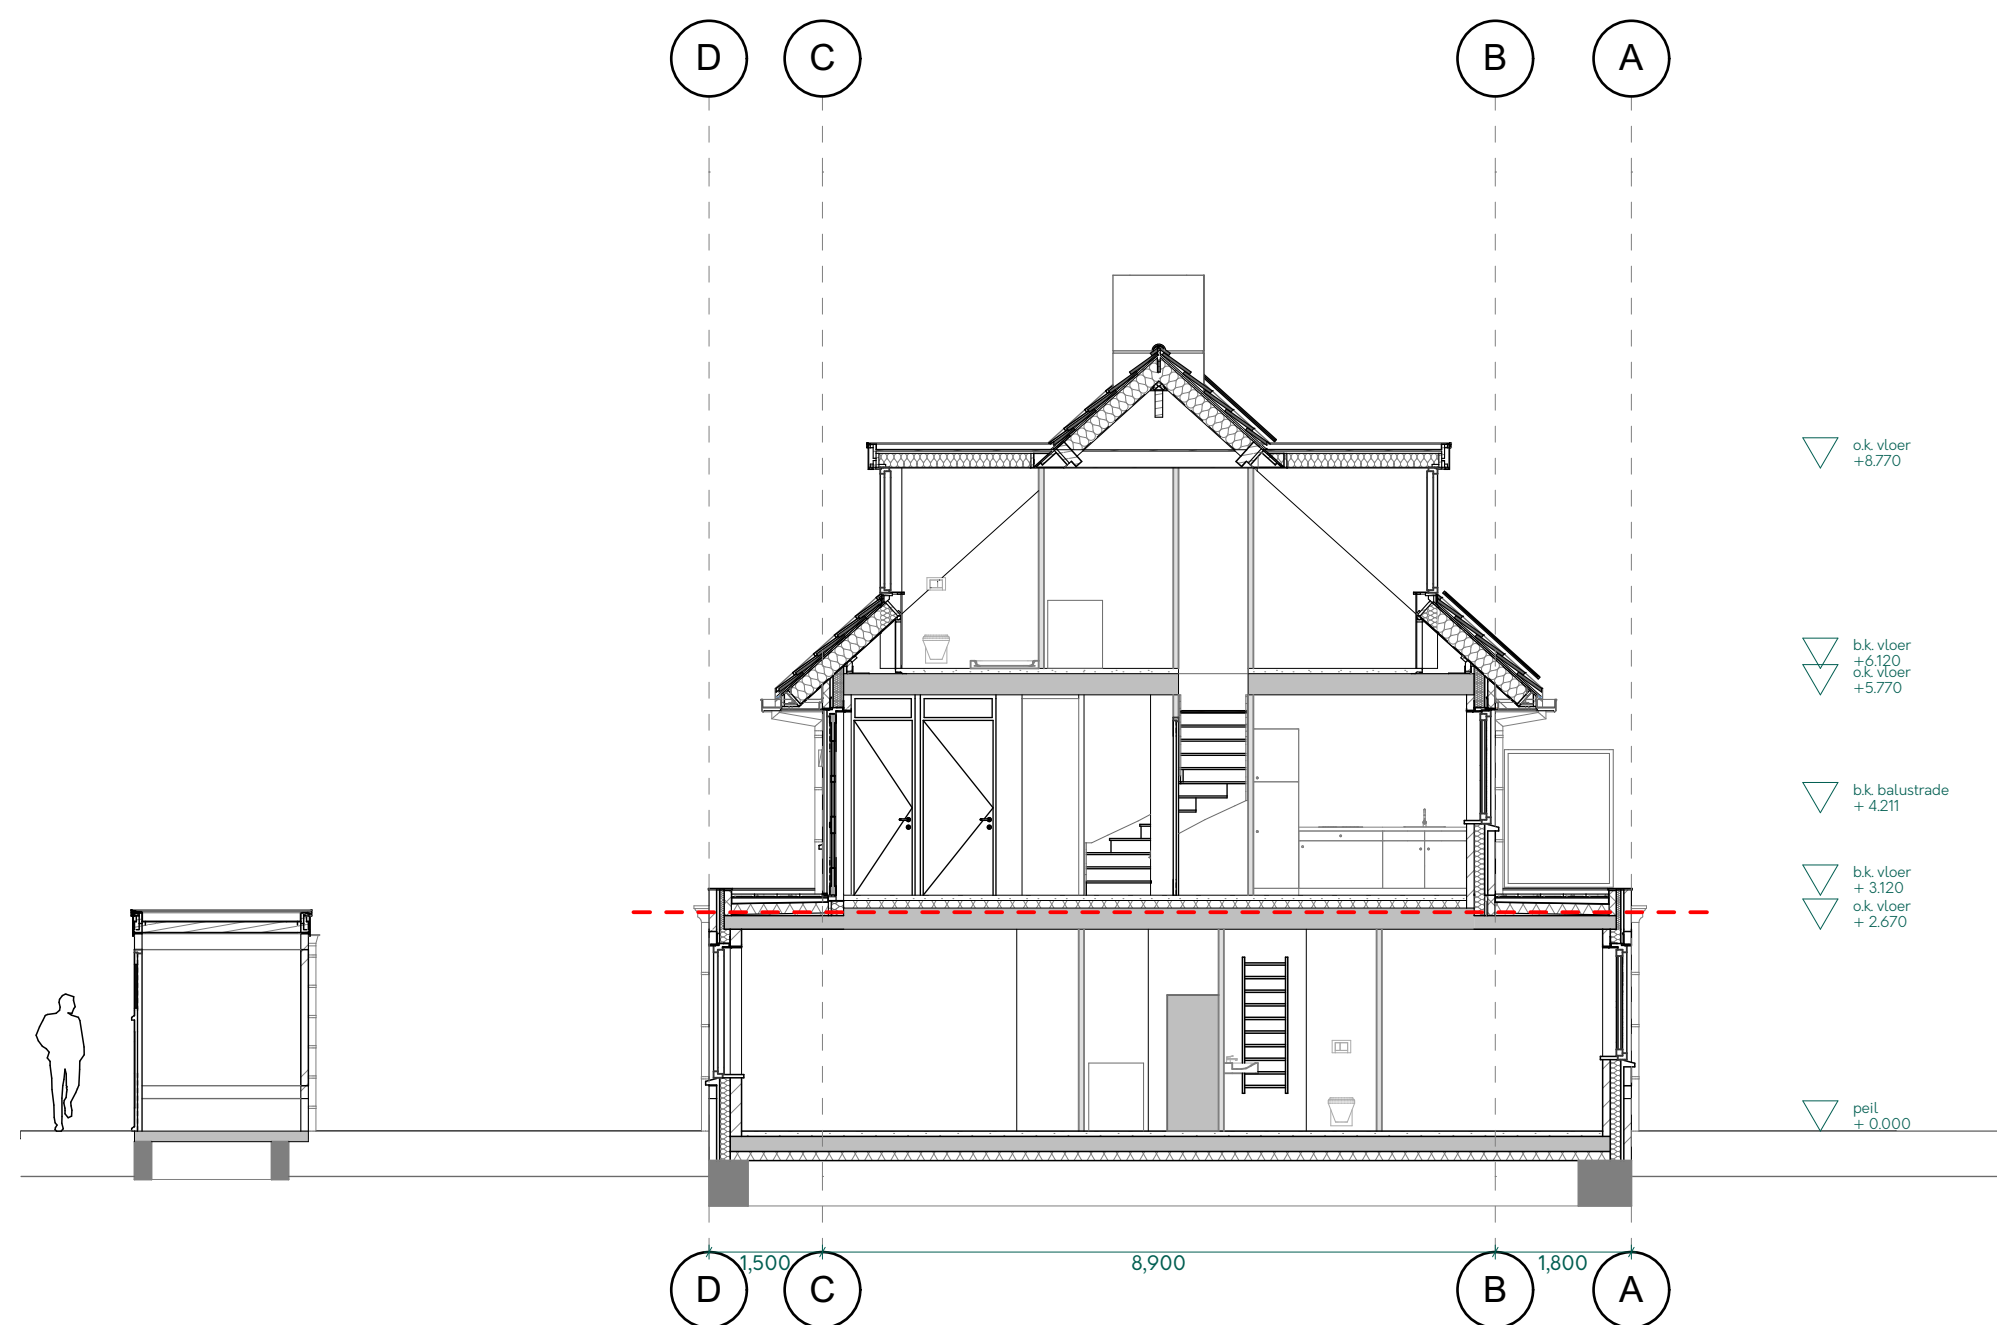 D C B A
o.k. vloer
+8.770
b.k. vloer
+6.120
o.k. vloer
+5.770
b.k. balustrade
+ 4.211
b.k. vloer
+ 3.120
o.k. vloer
+ 2.670
peil
+ 0.000
1,500 8,900 1,800
D C B A